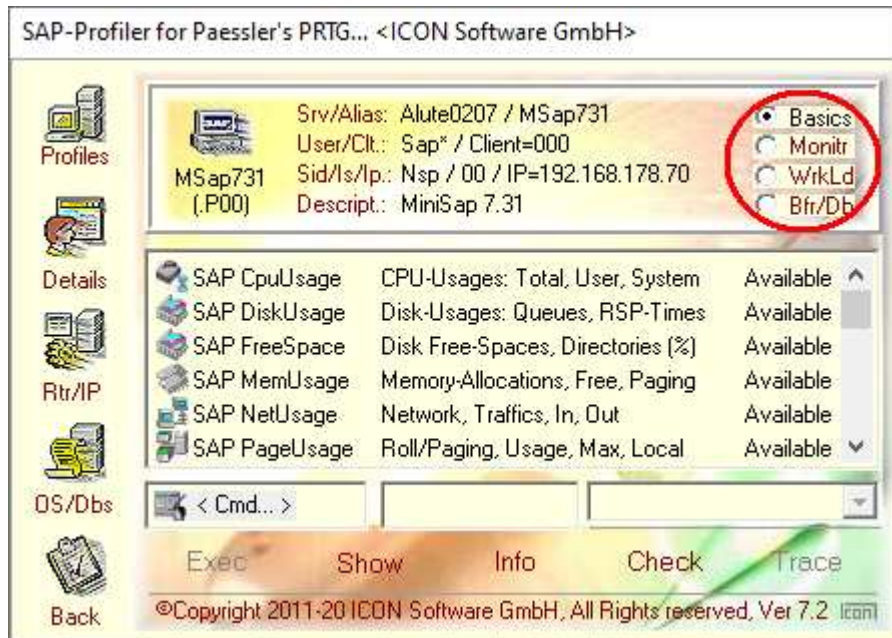 SAP-Profiler for Paessler's PRTG... <ICON Software GmbH>
Profiles
Details
Rtr/IP
OS/Dbs
Back
SAP
MSap731
(.P00)
Srv/Alias: Alute0207 / MSap731
User/Clt.: Sap* / Client=000
Sid/Is/Ip.: Nsp / 00 / IP=192.168.178.70
Descript.: MiniSap 7.31
Basics
Monitr
WrkLd
Bfr/Db
SAP CpuUsage CPU-Usages: Total, User, System Available
SAP DiskUsage Disk-Usages: Queues, RSP-Times Available
SAP FreeSpace Disk Free-Spaces, Directories (%) Available
SAP MemUsage Memory-Allocations, Free, Paging Available
SAP NetUsage Network, Traffics, In, Out Available
SAP PageUsage Roll/Paging, Usage, Max, Local Available
< Cmd... >
Exec Show Info Check Trace
©Copyright 2011-20 ICON Software GmbH, All Rights reserved, Ver 7.2 icon